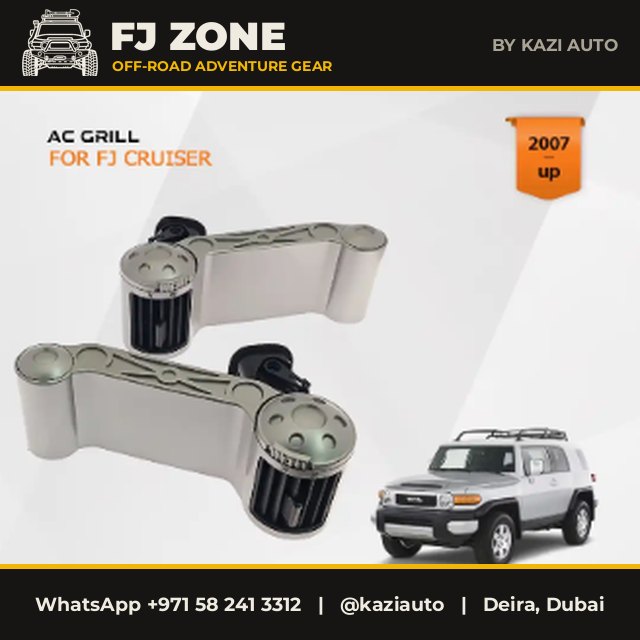 FJ ZONE
OFF-ROAD ADVENTURE GEAR
BY KAZI AUTO
AC GRILL
FOR FJ CRUISER
2007
up
WhatsApp +971 58 241 3312 | @kaziauto | Deira, Dubai